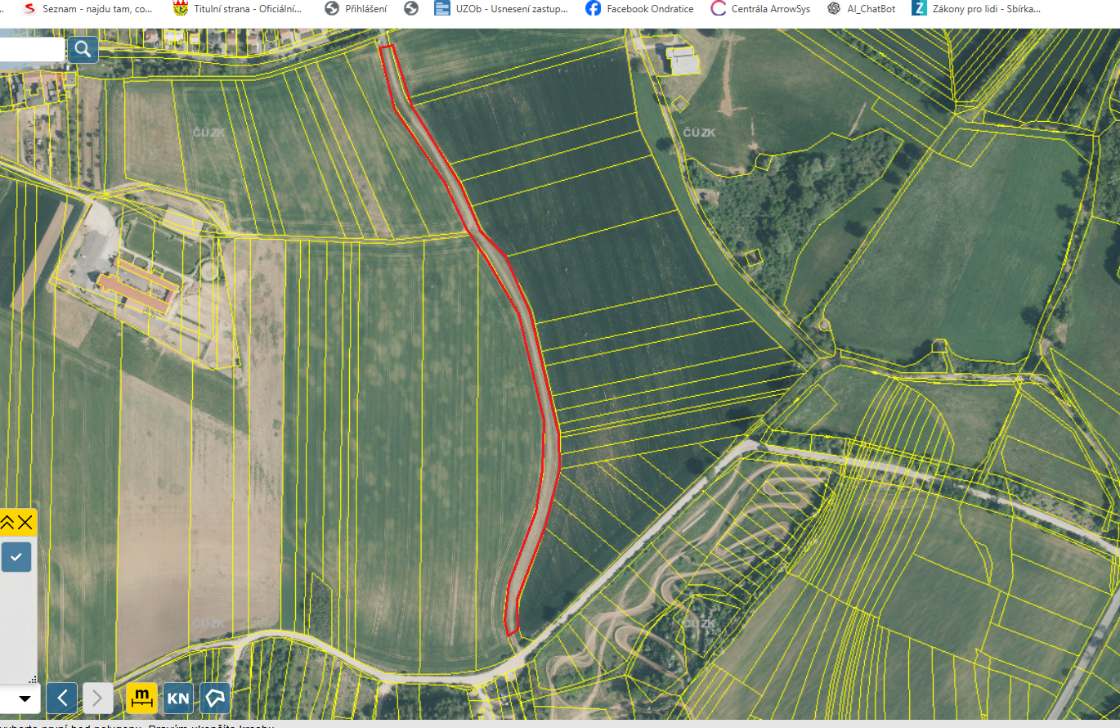 Seznam - najdu tam, co...
Titulní strana - Oficiální...
Přihlášení
UZOb - Usnesení zastup...
Facebook Ondratice
Centrála ArrowSys
AI_ChatBot
Zákony pro lidi - Sbírka...
ČÚZK
ČÚZK
ČÚZK
ČÚZK
m
KN